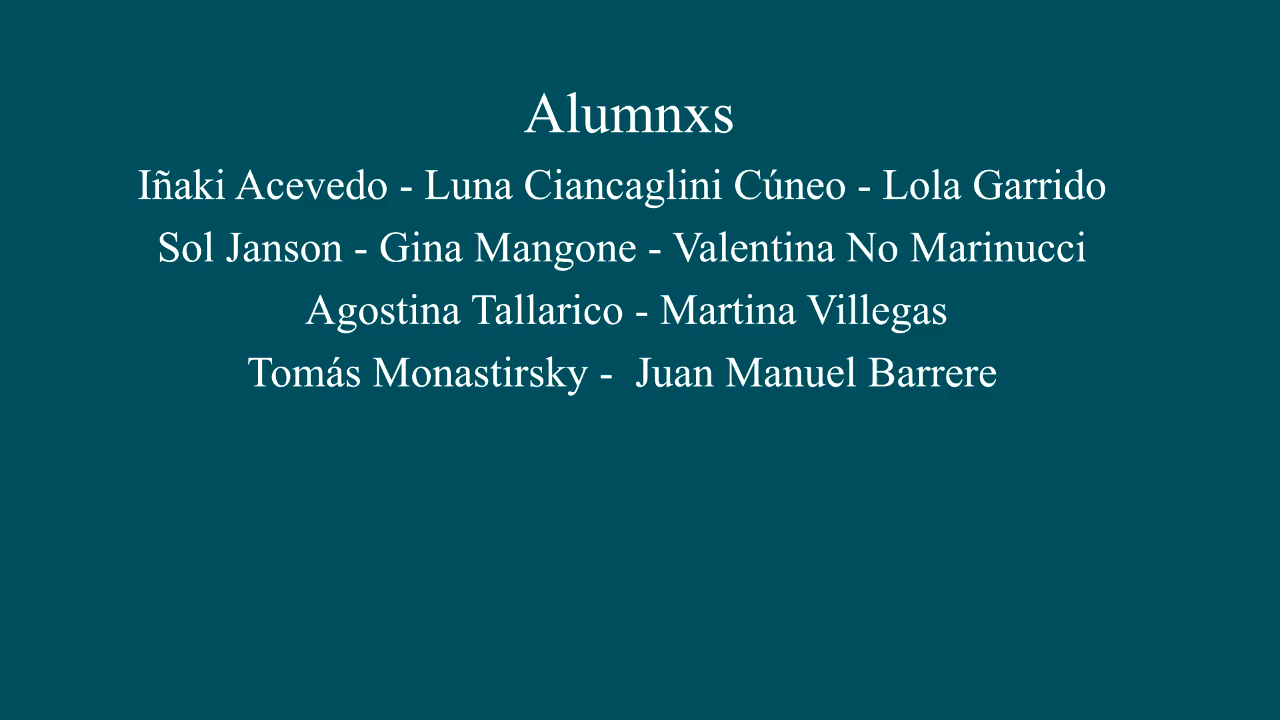 Alumnxs
Iñaki Acevedo - Luna Ciancaglini Cúneo - Lola Garrido
Sol Janson - Gina Mangone - Valentina No Marinucci
Agostina Tallarico - Martina Villegas
Tomás Monastirsky -  Juan Manuel Barrere